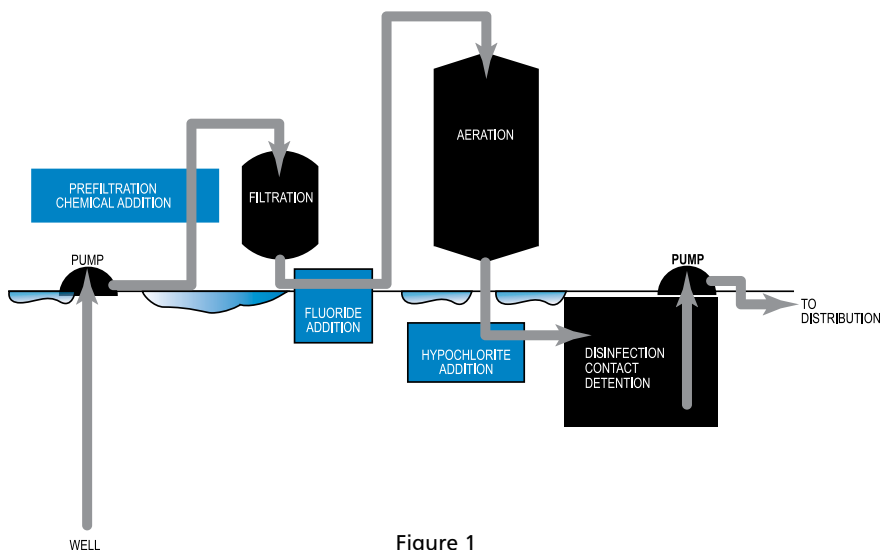 PREFILTRATION
CHEMICAL ADDITION
FILTRATION
AERATION
PUMP
PUMP
FLUORIDE
ADDITION
TO
DISTRIBUTION
HYPOCHLORITE
ADDITION
DISINFECTION
CONTACT
DETENTION
WELL
Figure 1